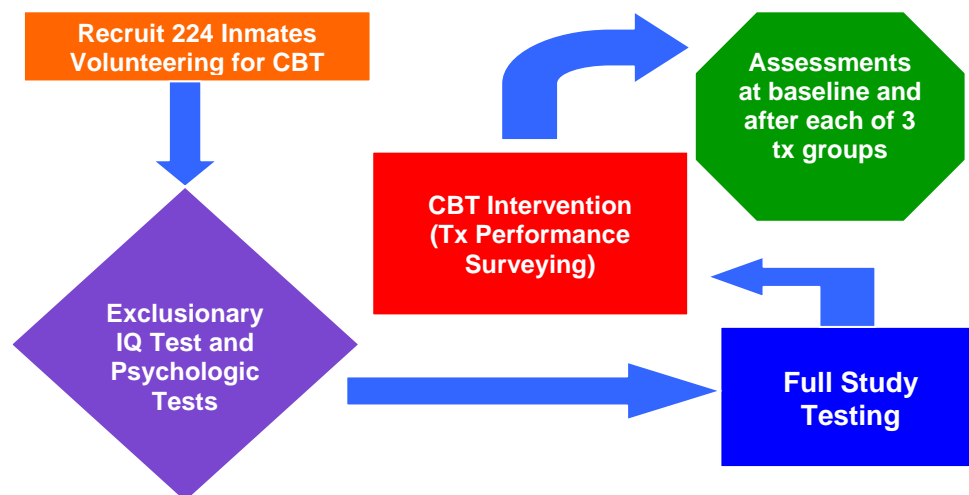 Recruit 224 Inmates
Volunteering for CBT
Exclusionary
IQ Test and
Psychologic
Tests
Full Study
Testing
CBT Intervention
(Tx Performance
Surveying)
Assessments
at baseline and
after each of 3
tx groups